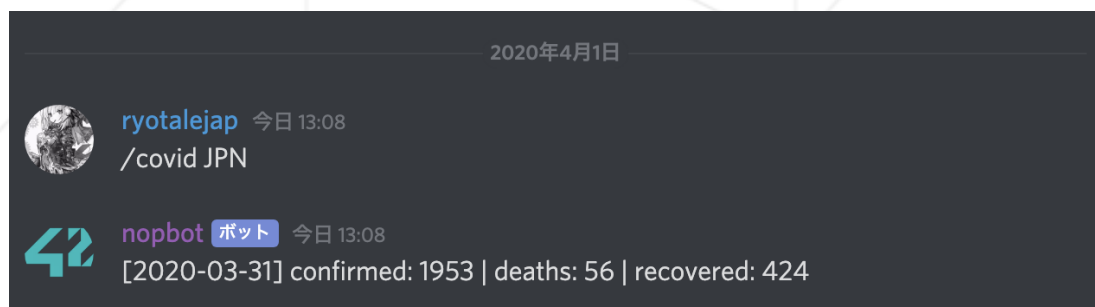 2020年4月1日
ryotalejap 今日 13:08
/covid JPN
42
nopbot ボット 今日 13:08
[2020-03-31] confirmed: 1953 | deaths: 56 | recovered: 424